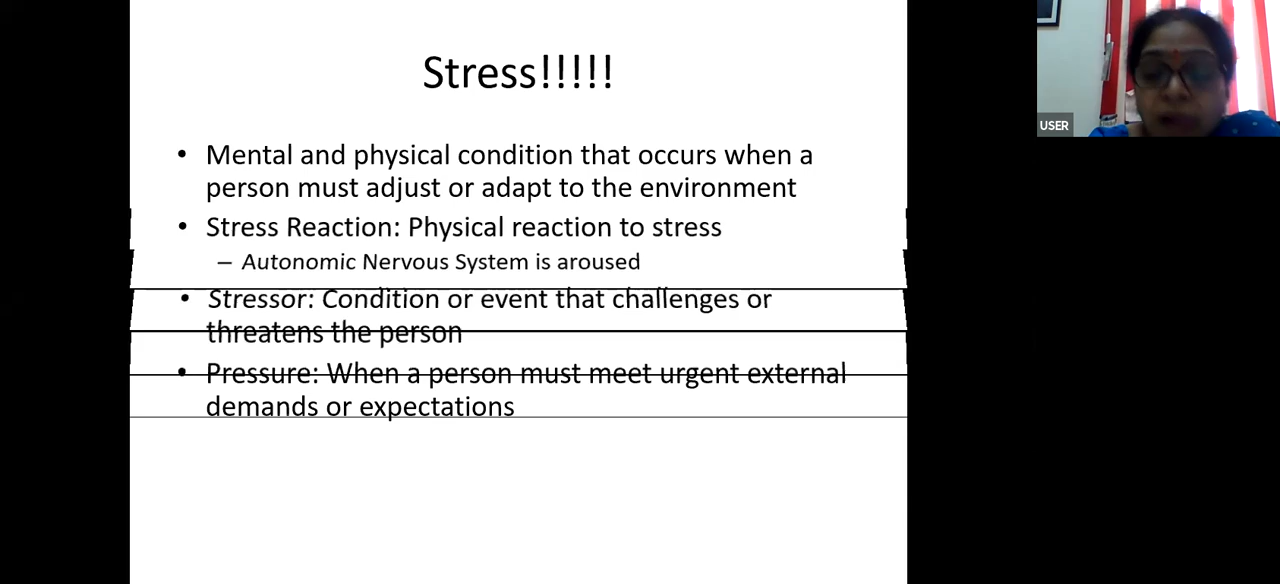 Stress!!!!!
• Mental and physical condition that occurs when a
person must adjust or adapt to the environment
• Stress Reaction: Physical reaction to stress
– Autonomic Nervous System is aroused
• Stressor: Condition or event that challenges or
threatens the person
• Pressure: When a person must meet urgent external
demands or expectations
USER